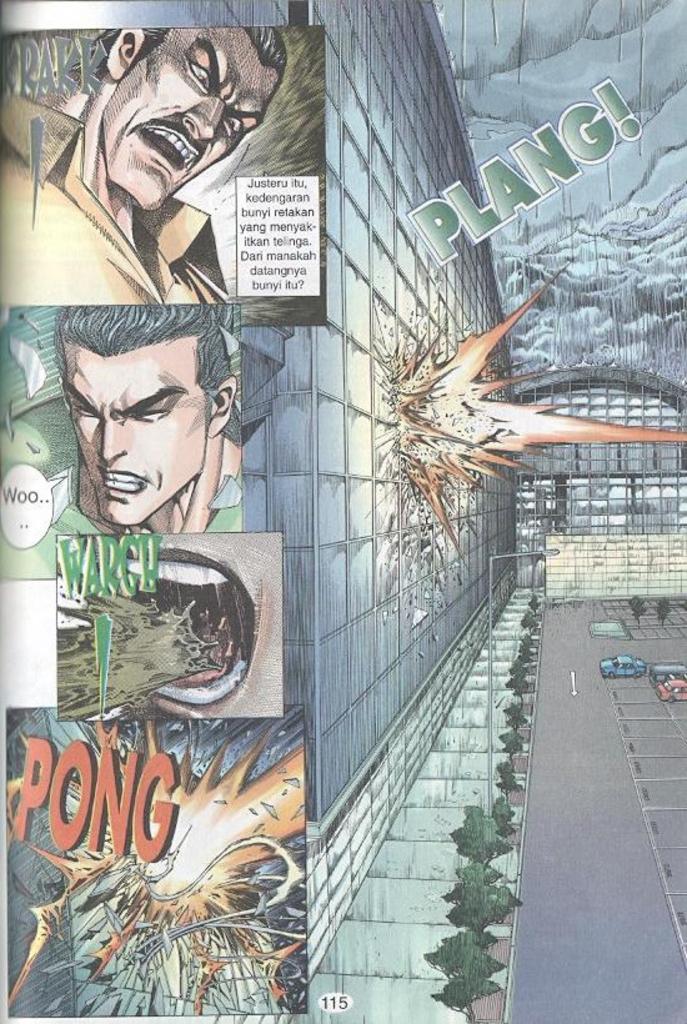 KRAKK
!
Justeru itu,
kedengaran
bunyi retakan
yang menyak-
itkan telinga.
Dari manakah
datangnya
bunyi itu?
PLANG!
Woo..
..
WARGH
!
PONG
115